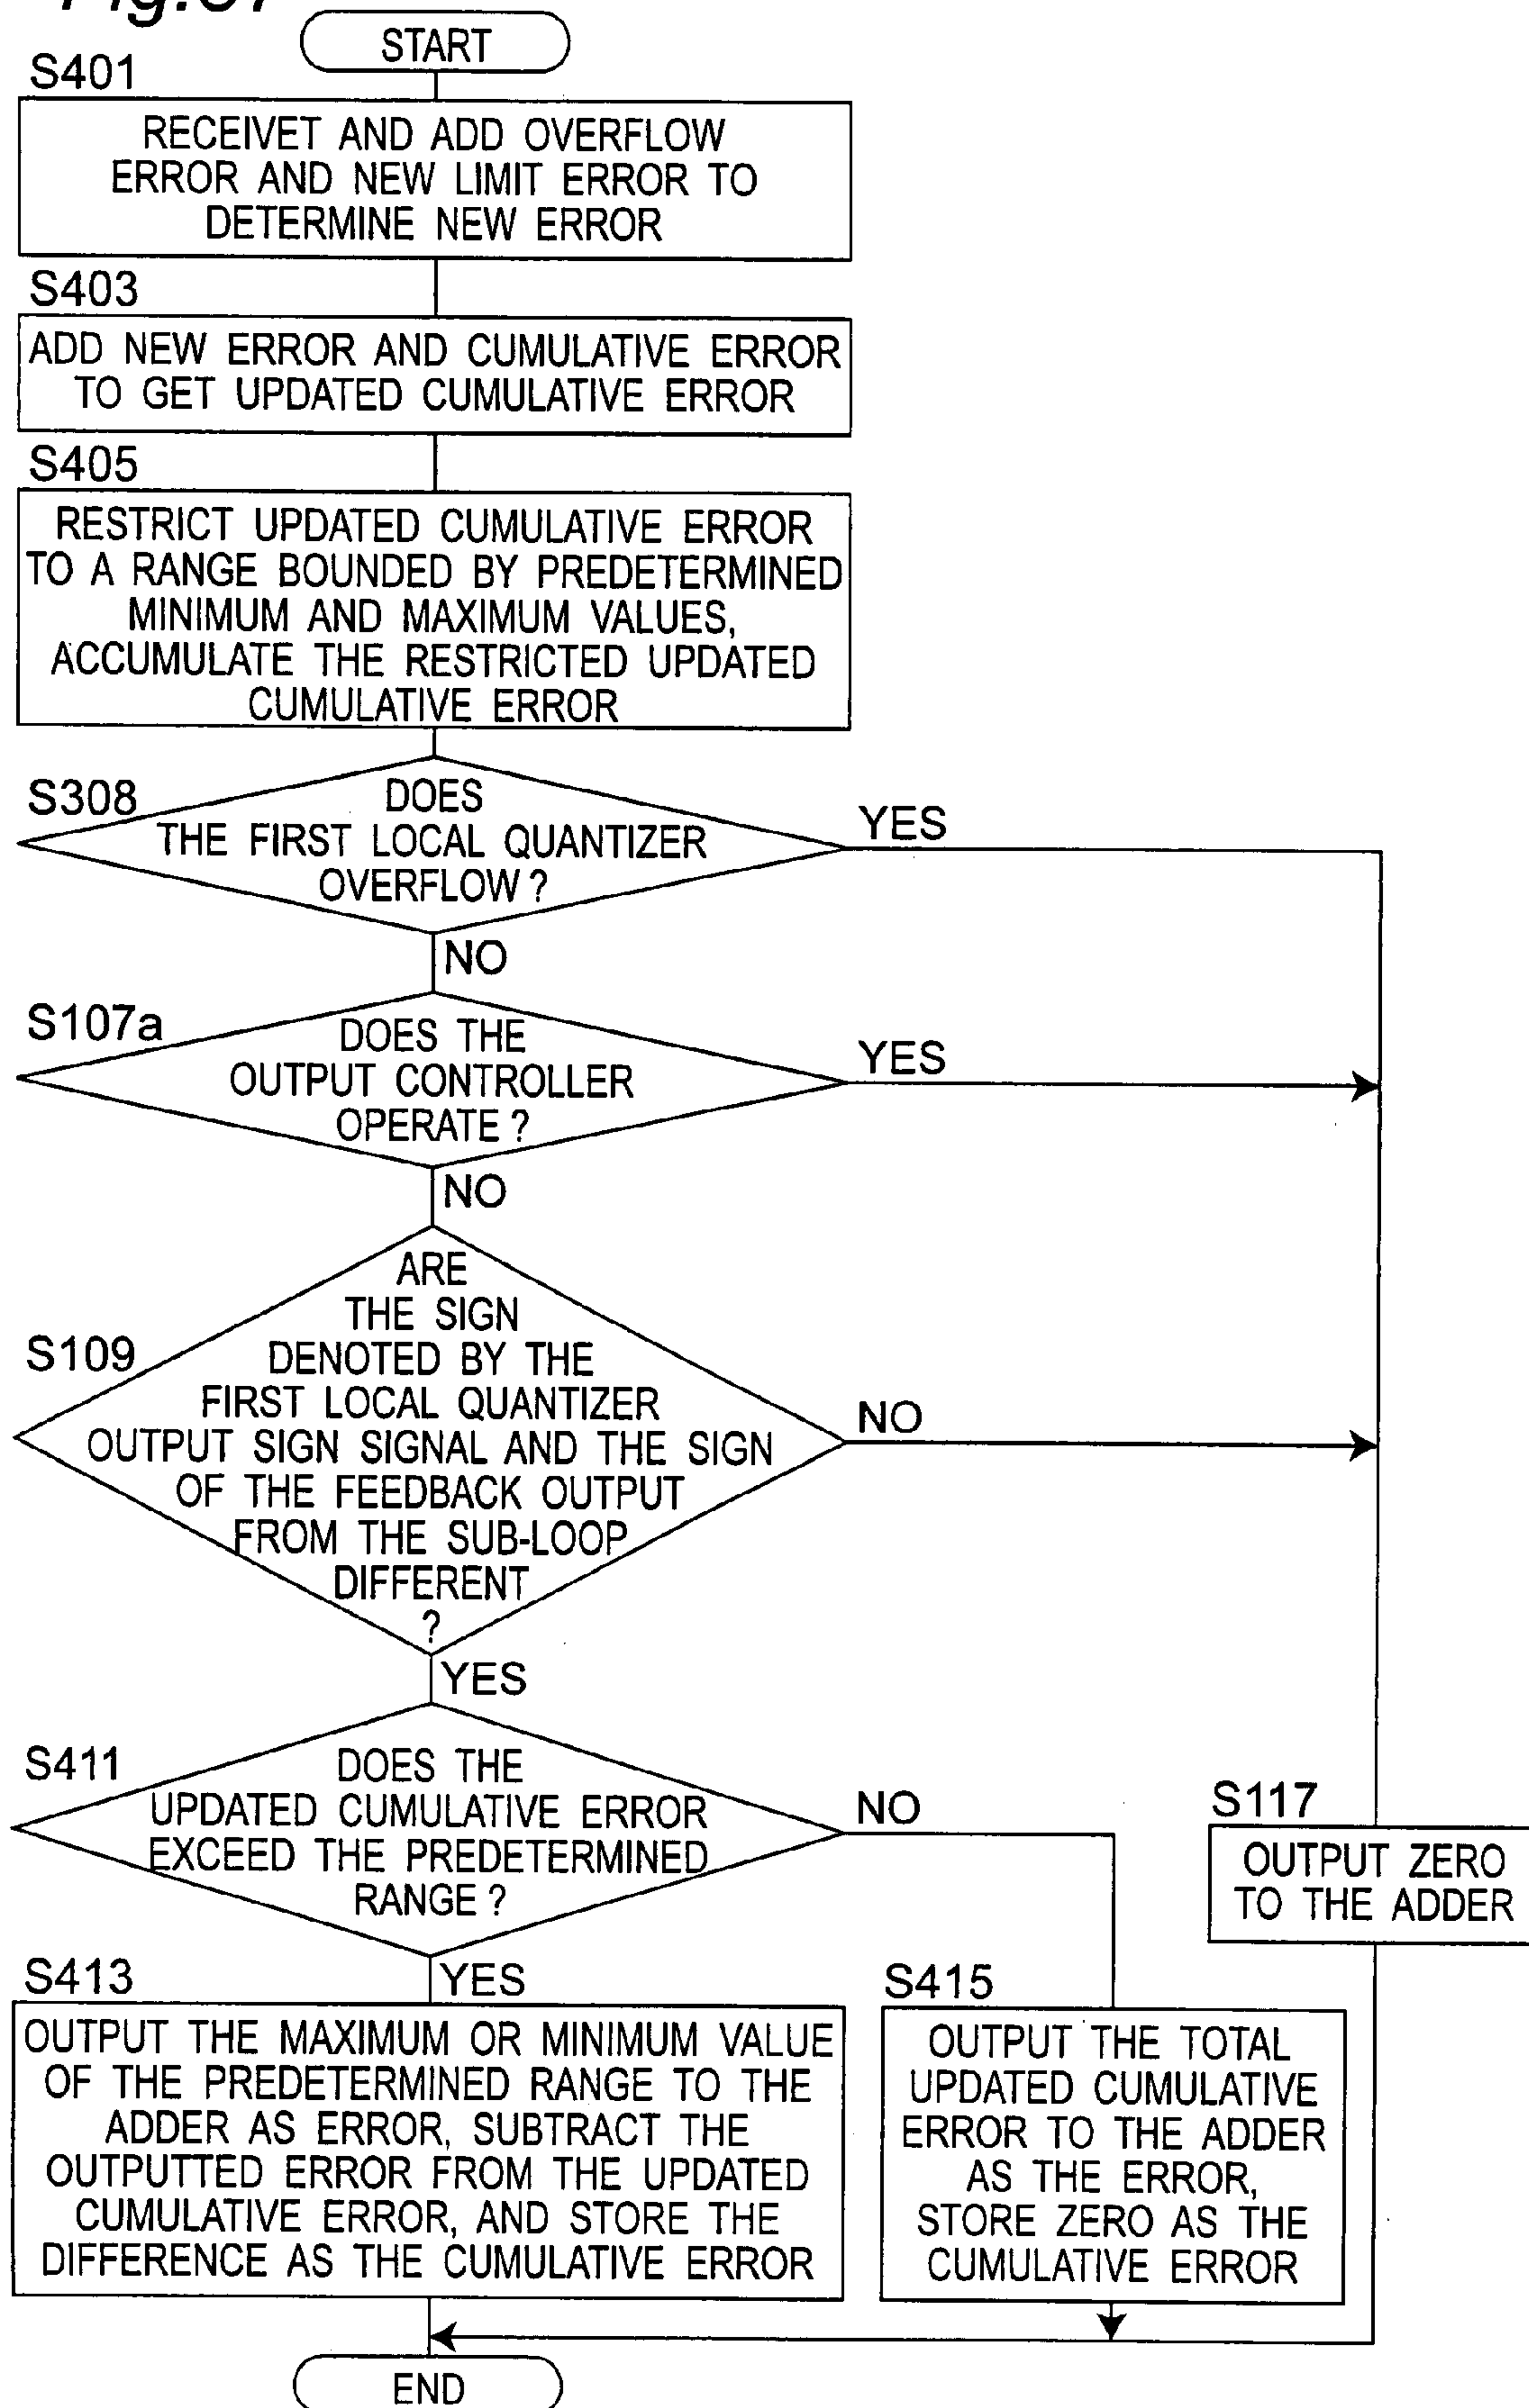 START
S401
RECEIVET AND ADD OVERFLOW
ERROR AND NEW LIMIT ERROR TO
DETERMINE NEW ERROR
S403
ADD NEW ERROR AND CUMULATIVE ERROR
TO GET UPDATED CUMULATIVE ERROR
S405
RESTRICT UPDATED CUMULATIVE ERROR
TO A RANGE BOUNDED BY PREDETERMINED
MINIMUM AND MAXIMUM VALUES,
ACCUMULATE THE RESTRICTED UPDATED
CUMULATIVE ERROR
S308
DOES
THE FIRST LOCAL QUANTIZER
OVERFLOW ?
YES
NO
S107a
DOES THE
OUTPUT CONTROLLER
OPERATE ?
YES
NO
S109
ARE
THE SIGN
DENOTED BY THE
FIRST LOCAL QUANTIZER
OUTPUT SIGN SIGNAL AND THE SIGN
OF THE FEEDBACK OUTPUT
FROM THE SUB-LOOP
DIFFERENT
?
NO
YES
S411
DOES THE
UPDATED CUMULATIVE ERROR
EXCEED THE PREDETERMINED
RANGE ?
NO
YES
S117
OUTPUT ZERO
TO THE ADDER
S413
OUTPUT THE MAXIMUM OR MINIMUM VALUE
OF THE PREDETERMINED RANGE TO THE
ADDER AS ERROR, SUBTRACT THE
OUTPUTTED ERROR FROM THE UPDATED
CUMULATIVE ERROR, AND STORE THE
DIFFERENCE AS THE CUMULATIVE ERROR
S415
OUTPUT THE TOTAL
UPDATED CUMULATIVE
ERROR TO THE ADDER
AS THE ERROR,
STORE ZERO AS THE
CUMULATIVE ERROR
END